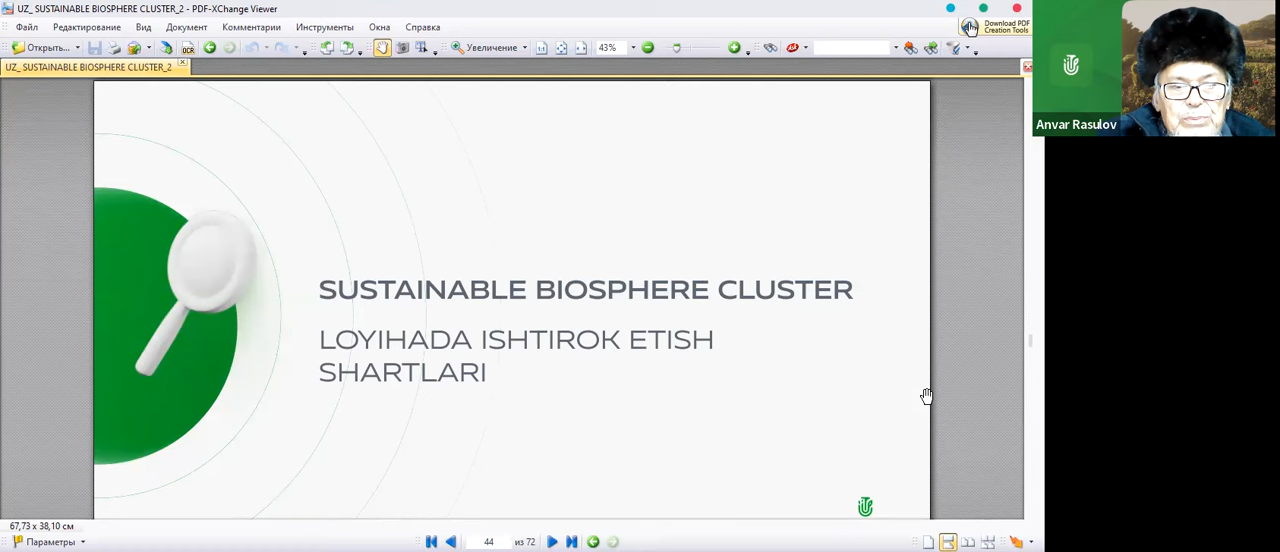 UZ_ SUSTAINABLE BIOSPHERE CLUSTER_2 - PDF-XChange Viewer
Файл Редактирование Вид Документ Комментарии Инструменты Окна Справка
Download PDF
Creation Tools
Открыть... OCR Увеличение 43%
UZ_ SUSTAINABLE BIOSPHERE CLUSTER_2
Anvar Rasulov
SUSTAINABLE BIOSPHERE CLUSTER
LOYIHADA ISHTIROK ETISH
SHARTLARI
67,73 x 38,10 см
Параметры 44 из 72